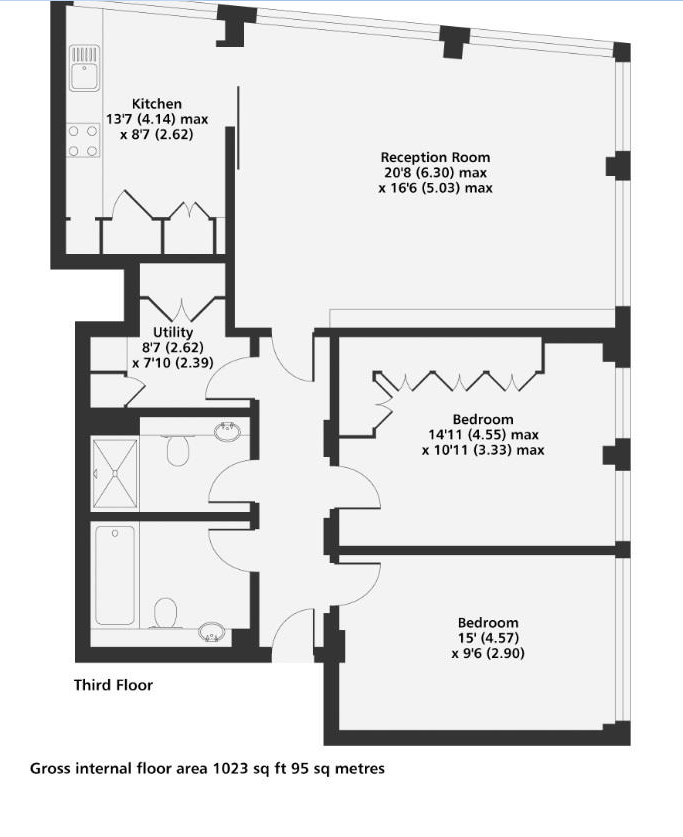 Kitchen
13'7 (4.14) max
x 8'7 (2.62)
Reception Room
20'8 (6.30) max
x 16'6 (5.03) max
Utility
8'7 (2.62)
x 7'10 (2.39)
Bedroom
14'11 (4.55) max
x 10'11 (3.33) max
Bedroom
15' (4.57)
x 9'6 (2.90)
Third Floor
Gross internal floor area 1023 sq ft 95 sq metres